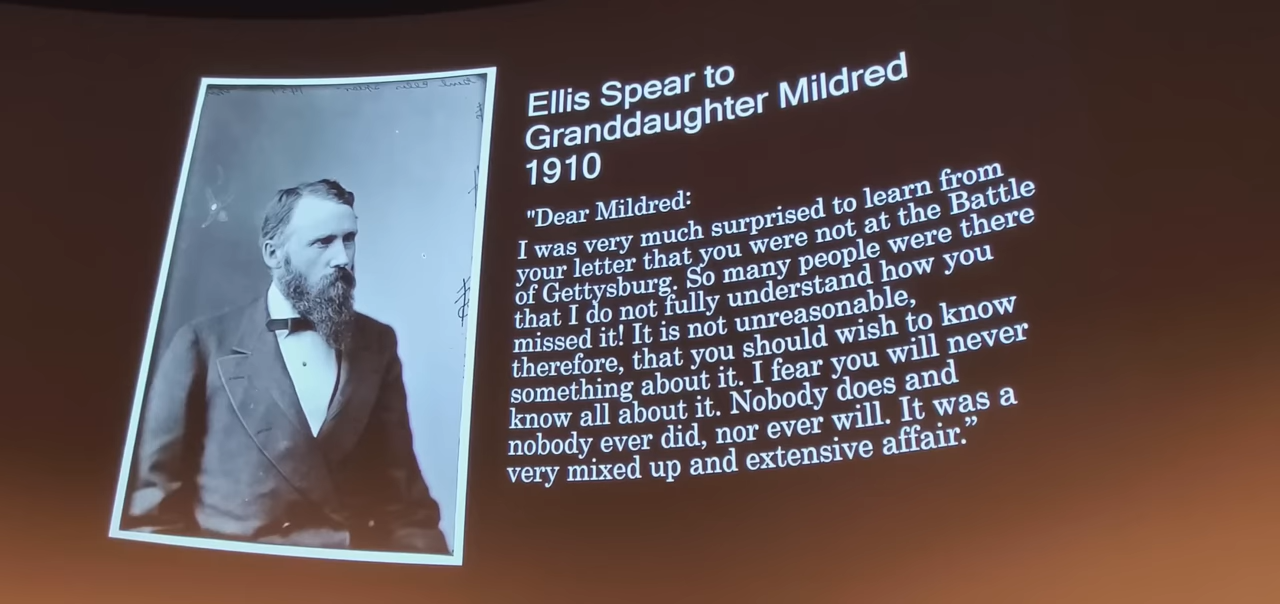 Ellis Spear to
Granddaughter Mildred
1910
"Dear Mildred:
I was very much surprised to learn from
your letter that you were not at the Battle
of Gettysburg. So many people were there
that I do not fully understand how you
missed it! It is not unreasonable,
therefore, that you should wish to know
something about it. I fear you will never
know all about it. Nobody does and
nobody ever did, nor ever will. It was a
very mixed up and extensive affair.”